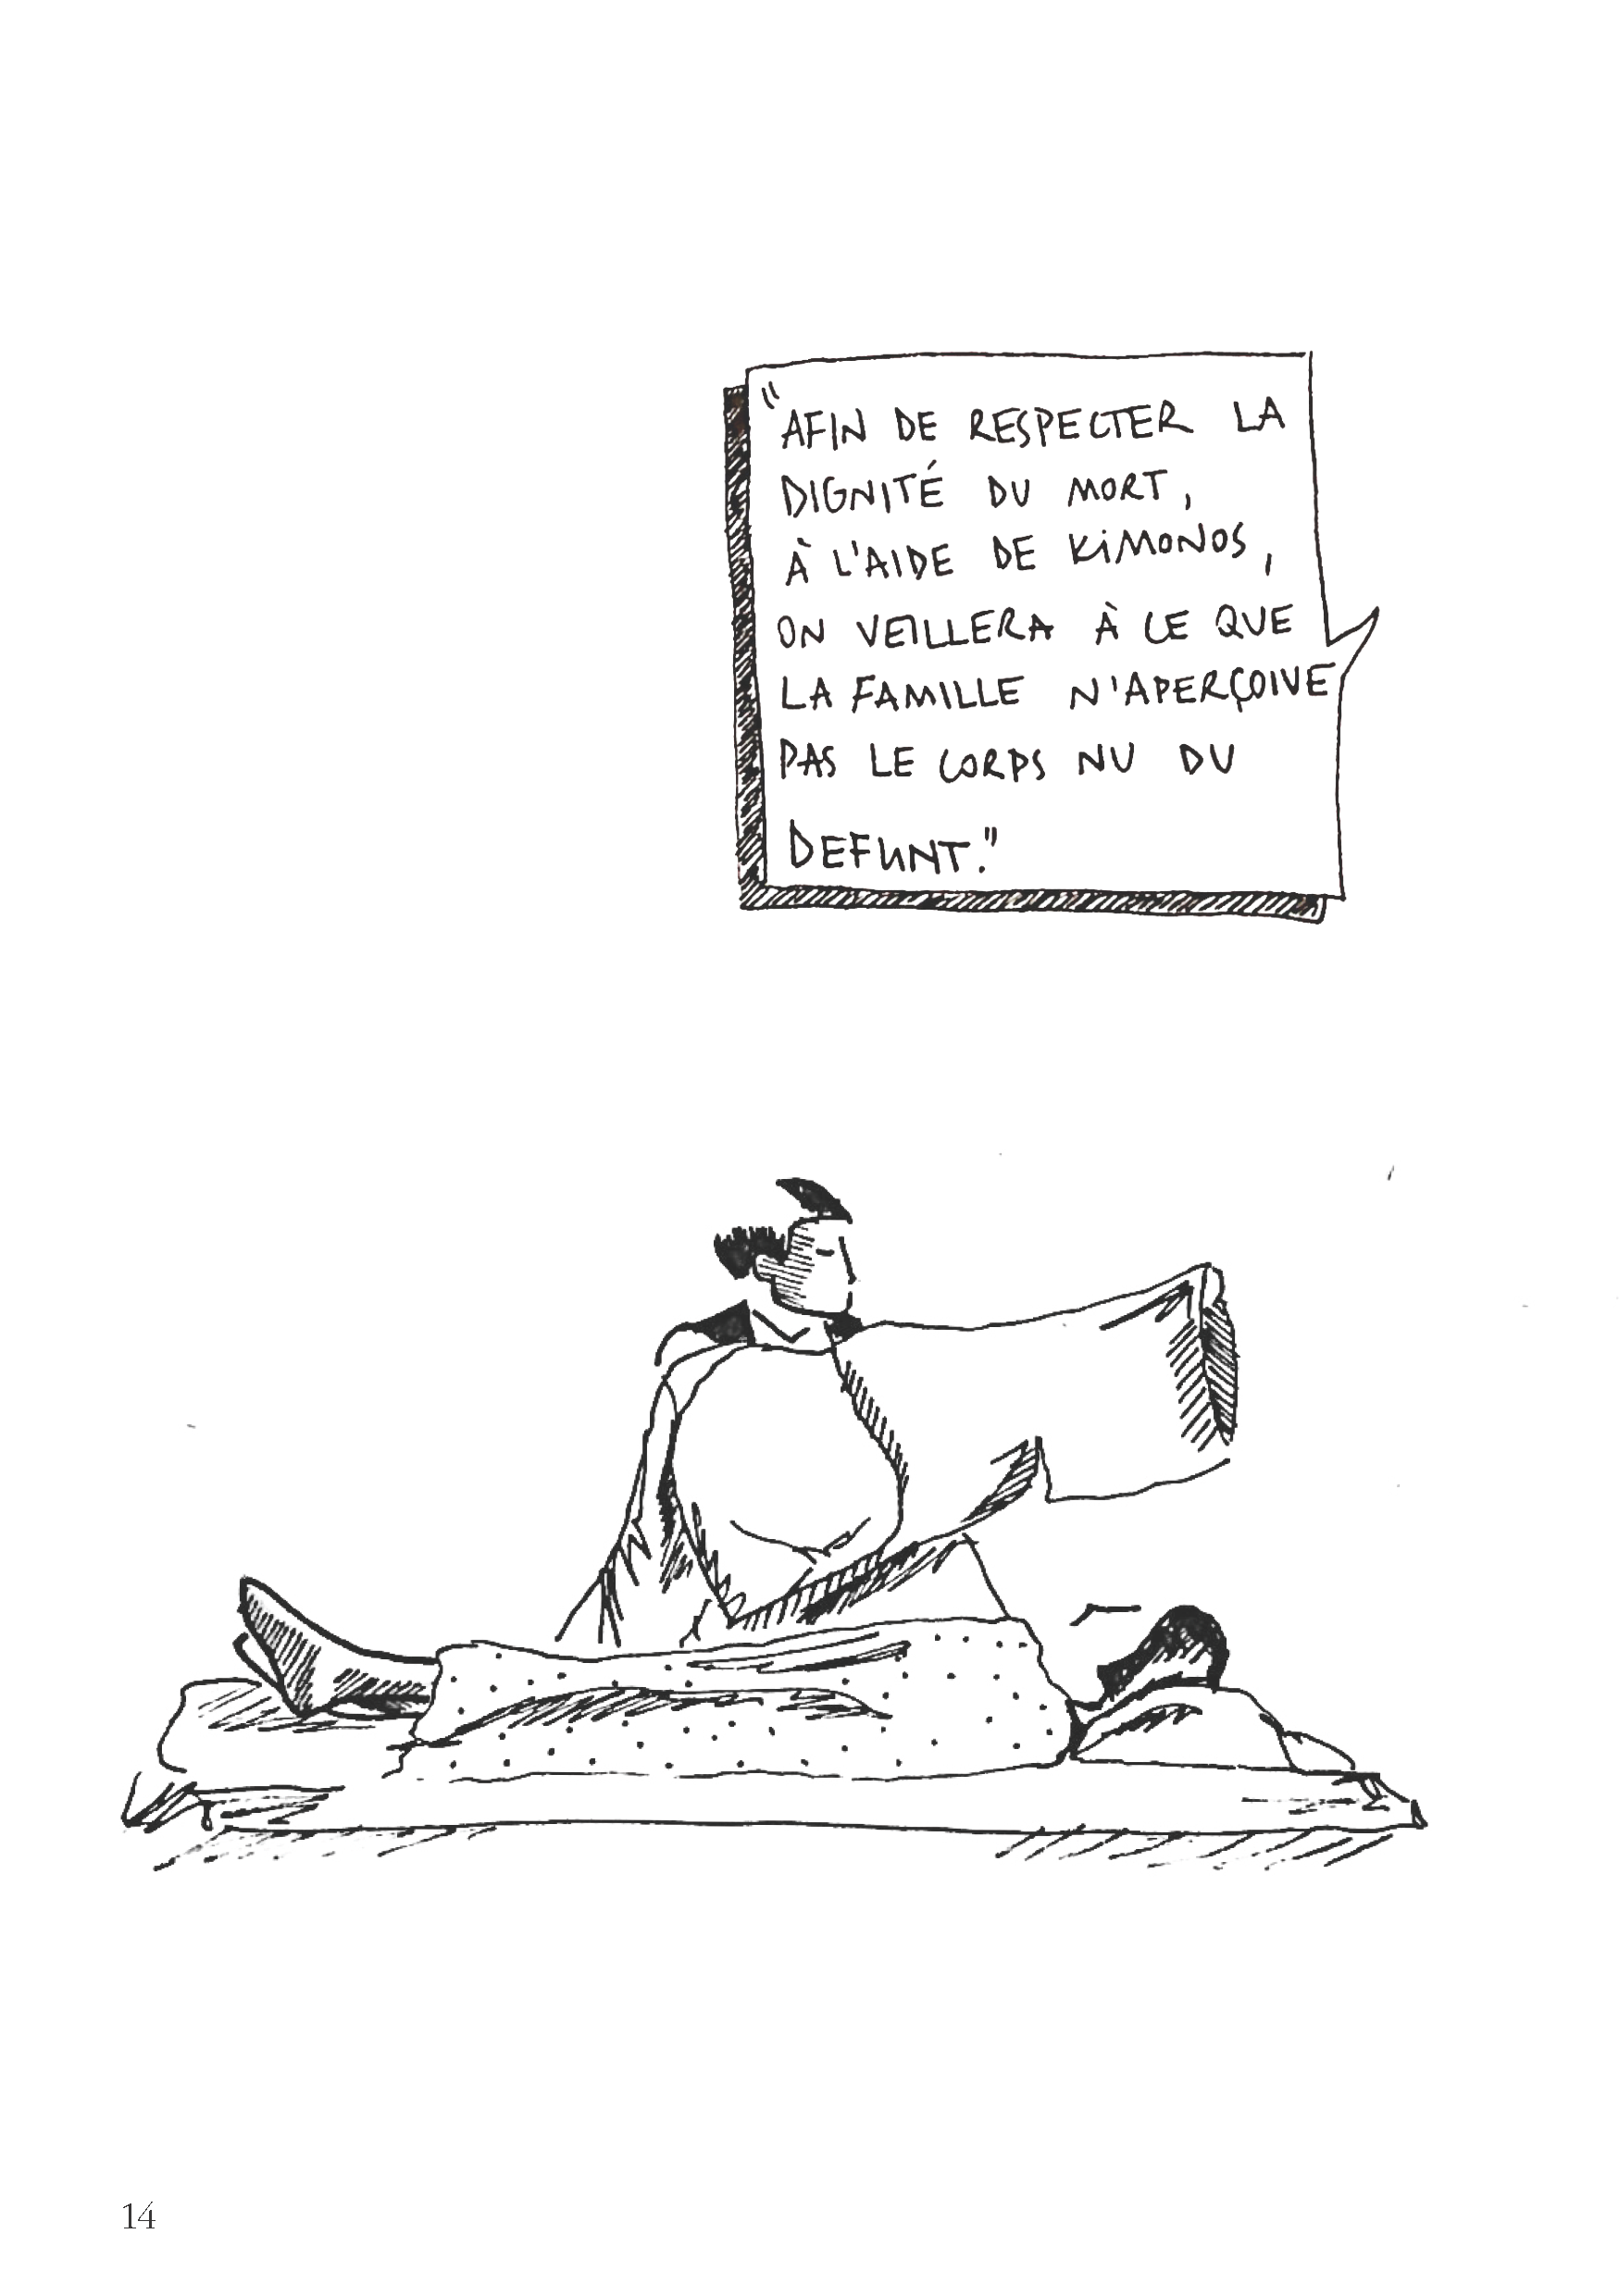 "AFIN DE RESPECTER LA
DIGNITÉ DU MORT,
À L'AIDE DE KIMONOS,
ON VEILLERA À CE QUE
LA FAMILLE N'APERÇOIVE
PAS LE CORPS NU DU
DEFUNT."
14